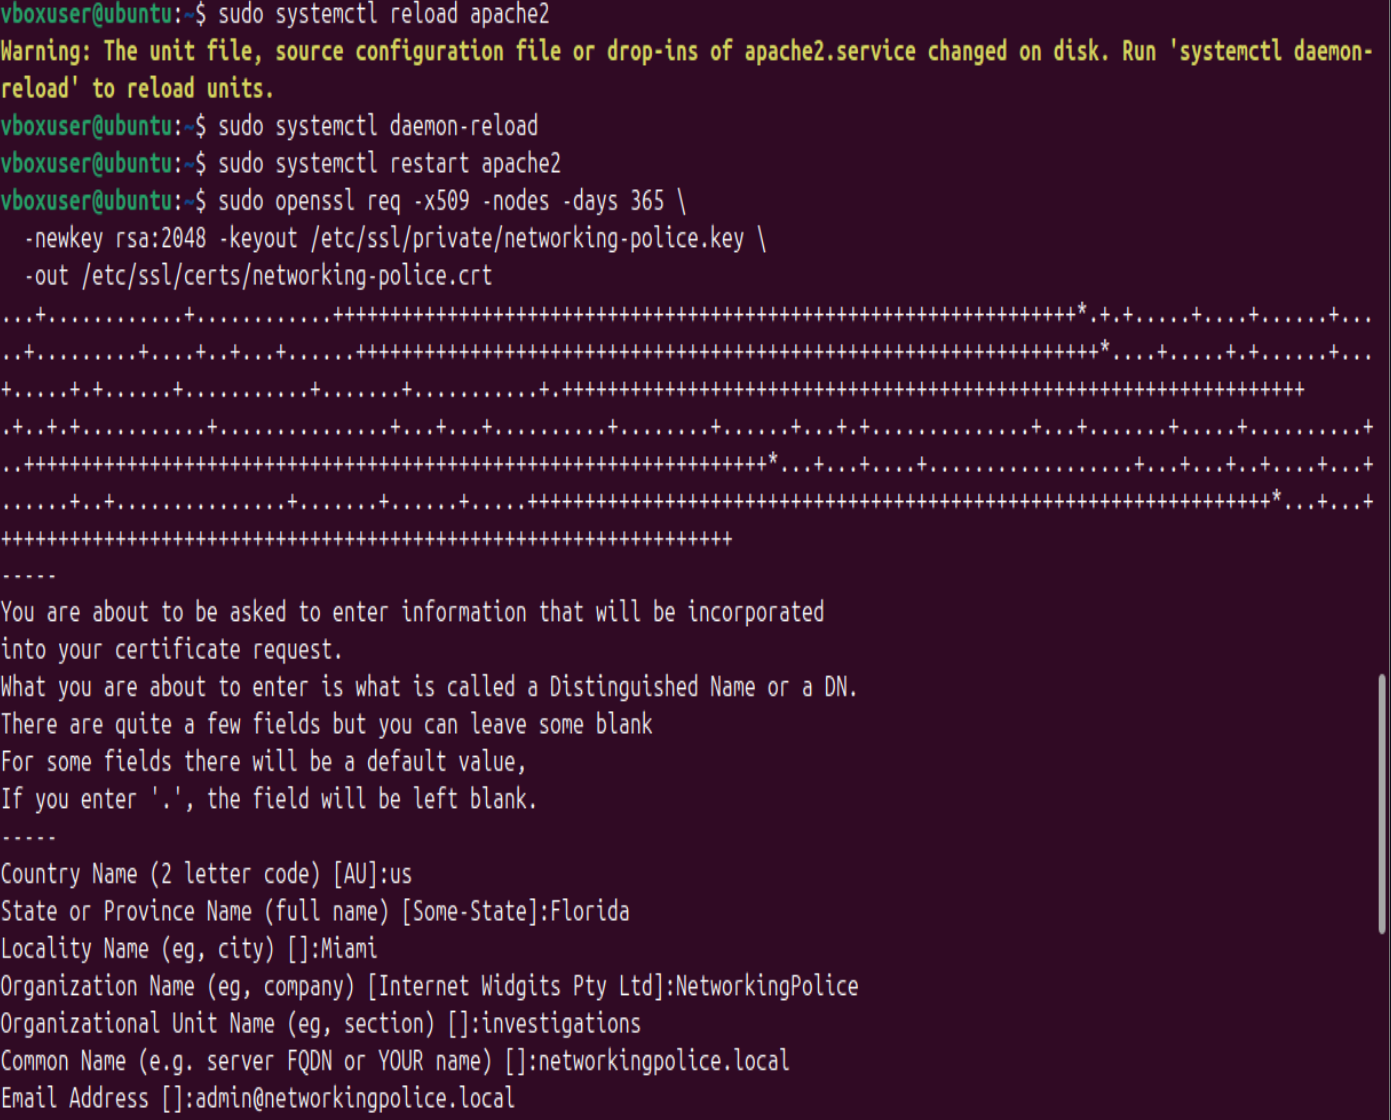 vboxuser@ubuntu:~$ sudo systemctl reload apache2
Warning: The unit file, source configuration file or drop-ins of apache2.service changed on disk. Run 'systemctl daemon-
reload' to reload units.
vboxuser@ubuntu:~$ sudo systemctl daemon-reload
vboxuser@ubuntu:~$ sudo systemctl restart apache2
vboxuser@ubuntu:~$ sudo openssl req -x509 -nodes -days 365 \
  -newkey rsa:2048 -keyout /etc/ssl/private/networking-police.key \
  -out /etc/ssl/certs/networking-police.crt
...+............+............+++++++++++++++++++++++++++++++++++++++++++++++++++++++++++++++++*.+.+.....+....+......+...
..+.........+....+..+...+......+++++++++++++++++++++++++++++++++++++++++++++++++++++++++++++++++*....+.....+.+......+...
+.....+.+......+...........+.......+...........+.+++++++++++++++++++++++++++++++++++++++++++++++++++++++++++++++++
.+..+.+...........+...............+...+...+..........+........+......+...+.+..............+...+.......+.....+..........+
..+++++++++++++++++++++++++++++++++++++++++++++++++++++++++++++++++*...+...+....+..................+...+...+..+....+...+
......+..+...............+.......+......+.....+++++++++++++++++++++++++++++++++++++++++++++++++++++++++++++++++*...+...+
++++++++++++++++++++++++++++++++++++++++++++++++++++++++++++++++
-----
You are about to be asked to enter information that will be incorporated
into your certificate request.
What you are about to enter is what is called a Distinguished Name or a DN.
There are quite a few fields but you can leave some blank
For some fields there will be a default value,
If you enter '.', the field will be left blank.
-----
Country Name (2 letter code) [AU]:us
State or Province Name (full name) [Some-State]:Florida
Locality Name (eg, city) []:Miami
Organization Name (eg, company) [Internet Widgits Pty Ltd]:NetworkingPolice
Organizational Unit Name (eg, section) []:investigations
Common Name (e.g. server FQDN or YOUR name) []:networkingpolice.local
Email Address []:admin@networkingpolice.local